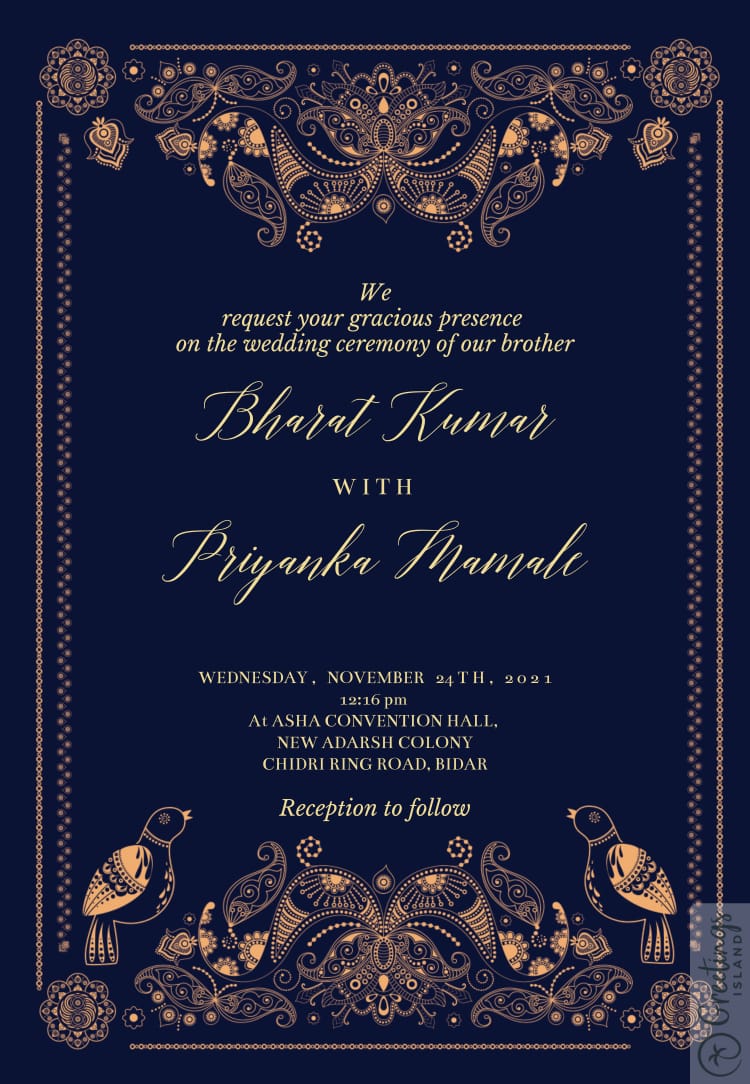 We
request your gracious presence
on the wedding ceremony of our brother
Bharat Kumar
WITH
Priyanka Mamale
WEDNESDAY, NOVEMBER 24TH, 2021
12:16 pm
At ASHA CONVENTION HALL,
NEW ADARSH COLONY
CHIDRI RING ROAD, BIDAR
Reception to follow
Greetings
ISLAND